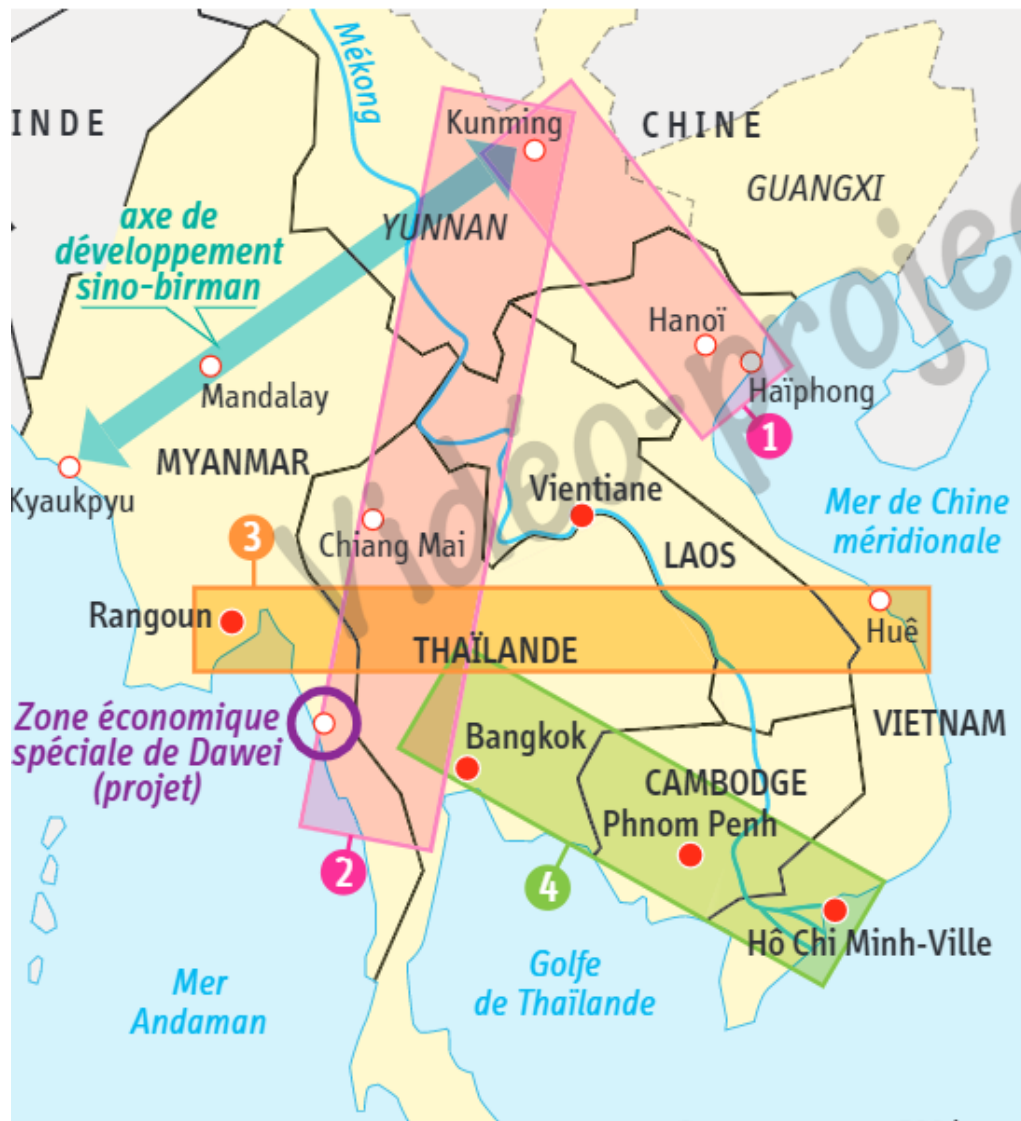 Mékong
INDE
Kunming
CHINE
GUANGXI
YUNNAN
axe de
développement
sino-birman
Hanoï
Haïphong
1
Mandalay
MYANMAR
Kyaukpyu
Vientiane
Mer de Chine
méridionale
3
Chiang Mai
LAOS
Rangoun
Huê
THAÏLANDE
Zone économique
spéciale de Dawei
(projet)
Bangkok
VIETNAM
CAMBODGE
Phnom Penh
2
4
Hô Chi Minh-Ville
Golfe
de Thaïlande
Mer
Andaman
Vidéo-projec